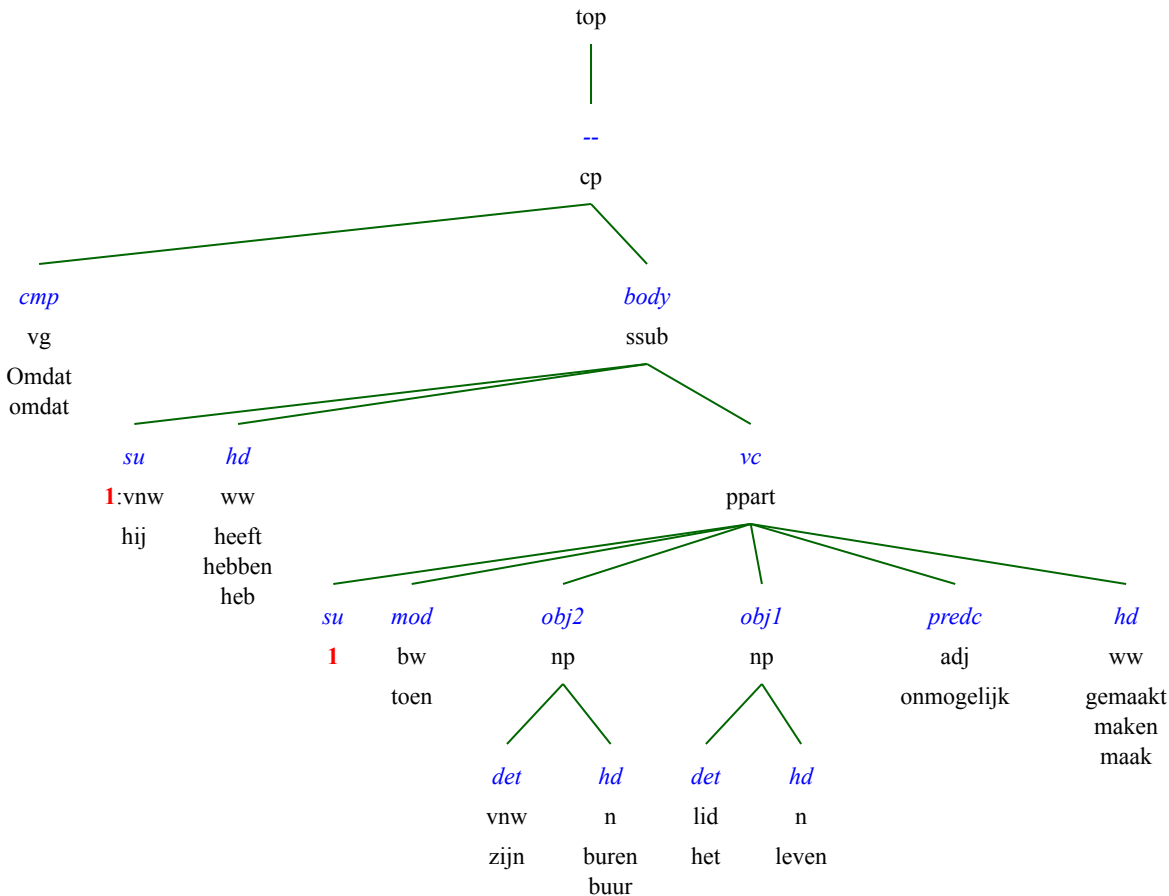 top
--
cp
cmp body
vg ssub
Omdat
omdat
su hd vc
1:vnw ww ppart
hij heeft
hebben
heb
su mod obj2 obj1 predc hd
1 bw np np adj ww
toen onmogelijk gemaakt
maken
maak
det hd det hd
vnw n lid n
zijn buren het leven
buur